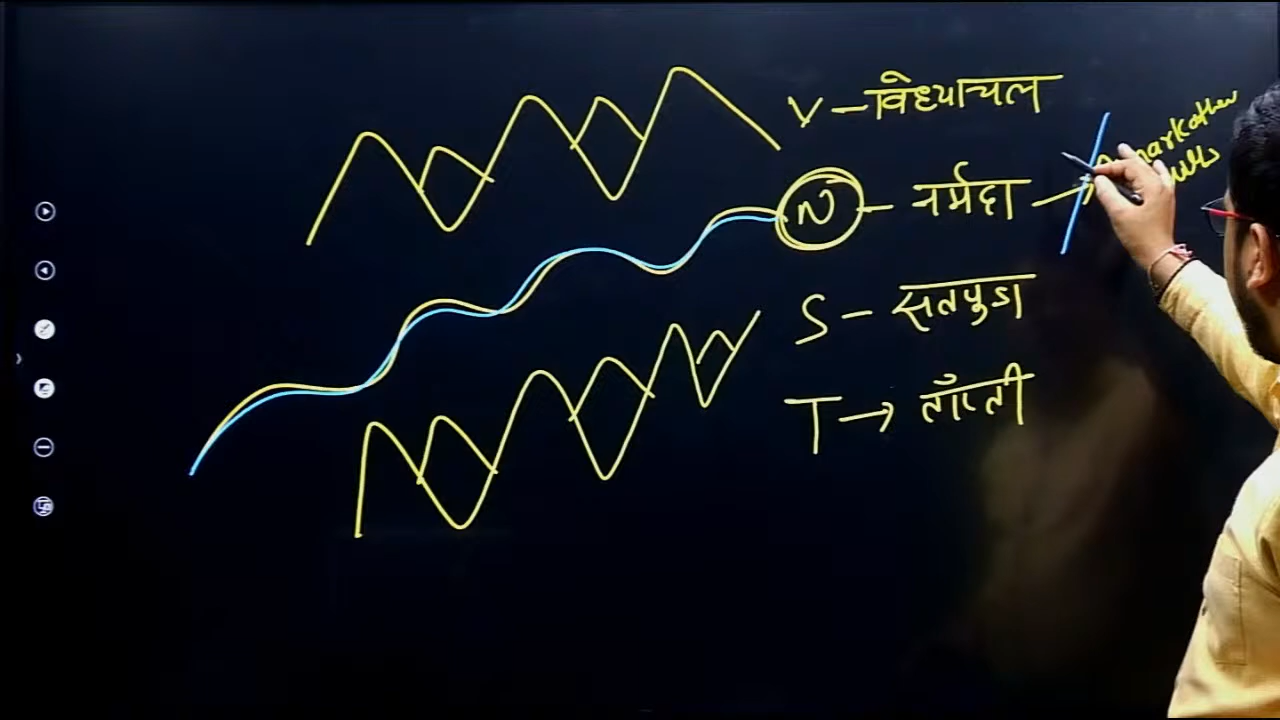 V - विंध्याचल
N - नर्मदा →
S - सतपुडा
T → ताँप्ती